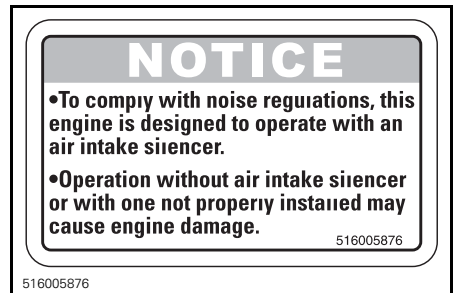 NOTICE
•To comply with noise regulations, this
engine is designed to operate with an
air intake silencer.
•Operation without air intake silencer
or with one not properly installed may
cause engine damage.
516005876
516005876